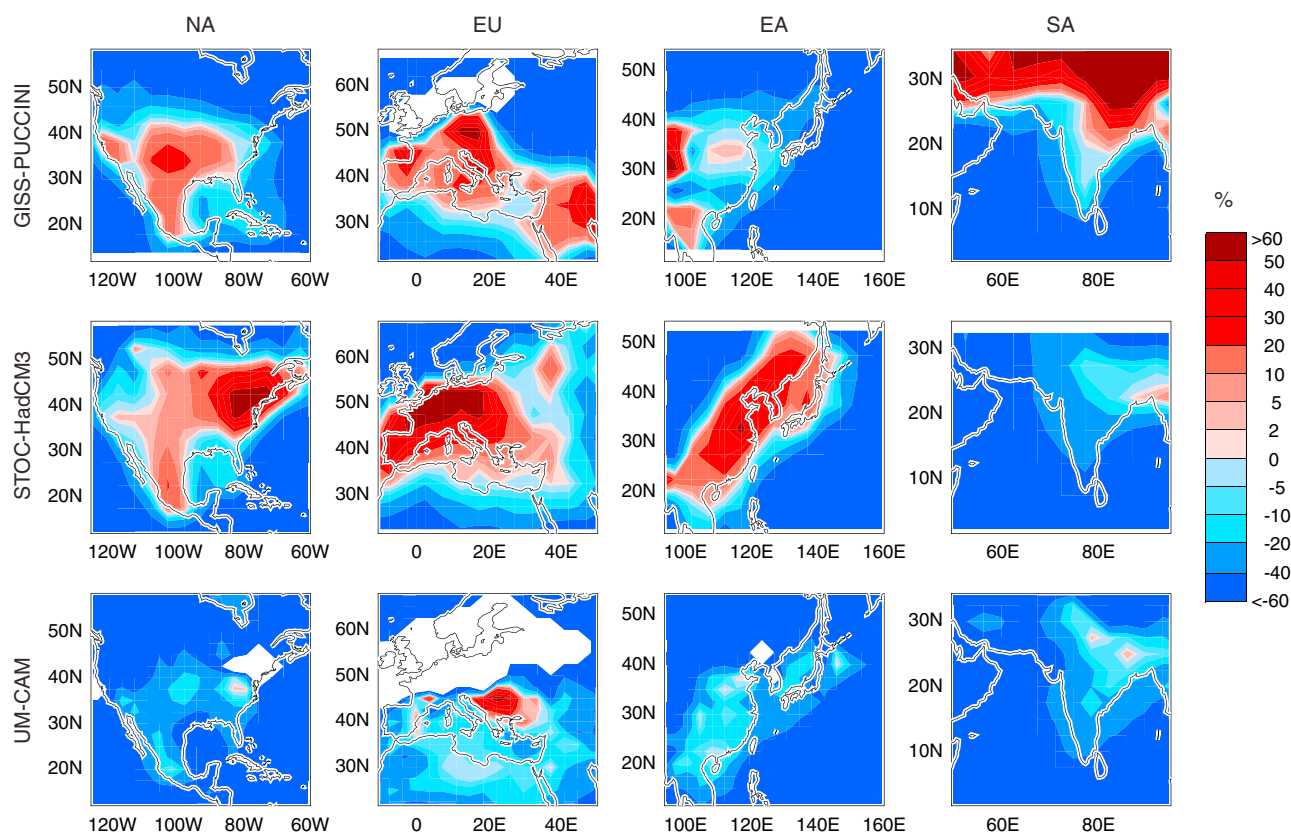 NA EU EA SA
GISS-PUCCINI
50N 40N 30N 20N
120W 100W 80W 60W
60N 50N 40N 30N
0 20E 40E
50N 40N 30N 20N
100E 120E 140E 160E
30N 20N 10N
60E 80E
STOC-HadCM3
50N 40N 30N 20N
120W 100W 80W 60W
60N 50N 40N 30N
0 20E 40E
50N 40N 30N 20N
100E 120E 140E 160E
30N 20N 10N
60E 80E
UM-CAM
50N 40N 30N 20N
120W 100W 80W 60W
60N 50N 40N 30N
0 20E 40E
50N 40N 30N 20N
100E 120E 140E 160E
30N 20N 10N
60E 80E
%
>60
50
40
30
20
10
5
2
0
-5
-10
-20
-40
<-60